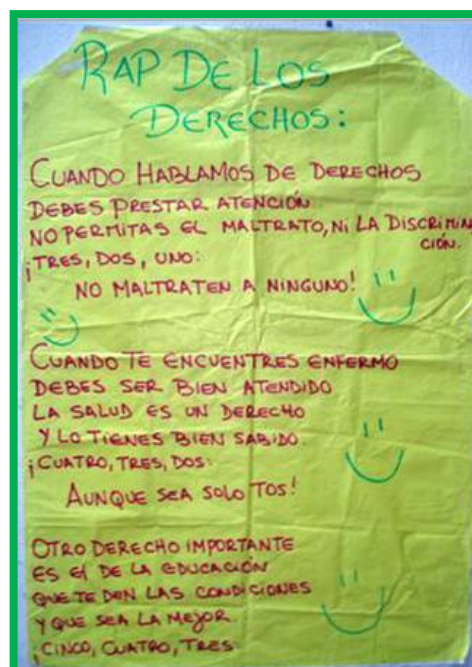 RAP DE LOS
DERECHOS:
CUANDO HABLAMOS DE DERECHOS
DEBES PRESTAR ATENCIÓN
NO PERMITAS EL MALTRATO, NI LA DISCRIMINA
CIÓN.
¡TRES, DOS, UNO:
NO MALTRATEN A NINGUNO!
CUANDO TE ENCUENTRES ENFERMO
DEBES SER BIEN ATENDIDO
LA SALUD ES UN DERECHO
Y LO TIENES BIEN SABIDO.
¡CUATRO, TRES, DOS:
AUNQUE SEA SOLO TOS!
OTRO DERECHO IMPORTANTE
ES El DE LA EDUCACIÓN
QUE TE DEN LAS CONDICIONES
Y QUE SEA LA MEJOR
¡CINCO, CUATRO, TRES